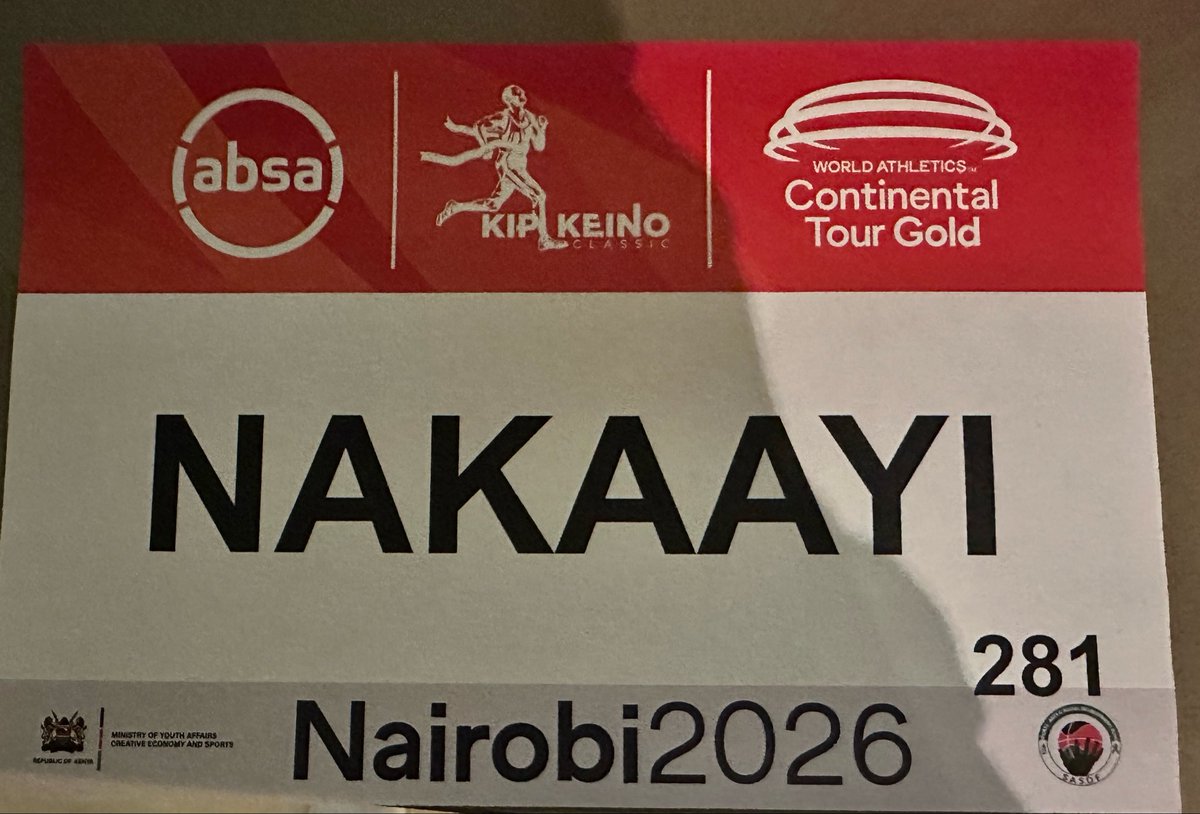 absa
KIP KEINO
CLASSIC
WORLD ATHLETICS™
Continental
Tour Gold
NAKAAYI
281
REPUBLIC OF KENYA
MINISTRY OF YOUTH AFFAIRS
CREATIVE ECONOMY AND SPORTS
Nairobi2026
SASDF